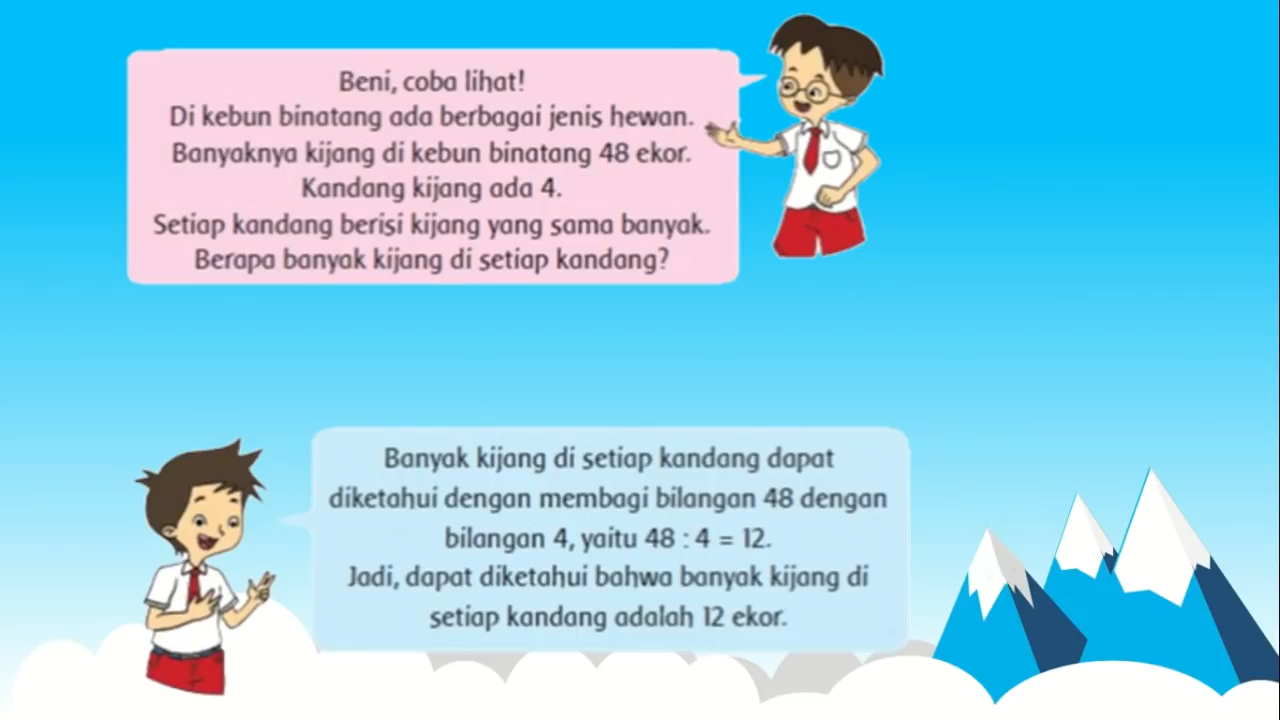 Beni, coba lihat!
Di kebun binatang ada berbagai jenis hewan.
Banyaknya kijang di kebun binatang 48 ekor.
Kandang kijang ada 4.
Setiap kandang berisi kijang yang sama banyak.
Berapa banyak kijang di setiap kandang?
Banyak kijang di setiap kandang dapat
diketahui dengan membagi bilangan 48 dengan
bilangan 4, yaitu 48 : 4 = 12.
Jadi, dapat diketahui bahwa banyak kijang di
setiap kandang adalah 12 ekor.